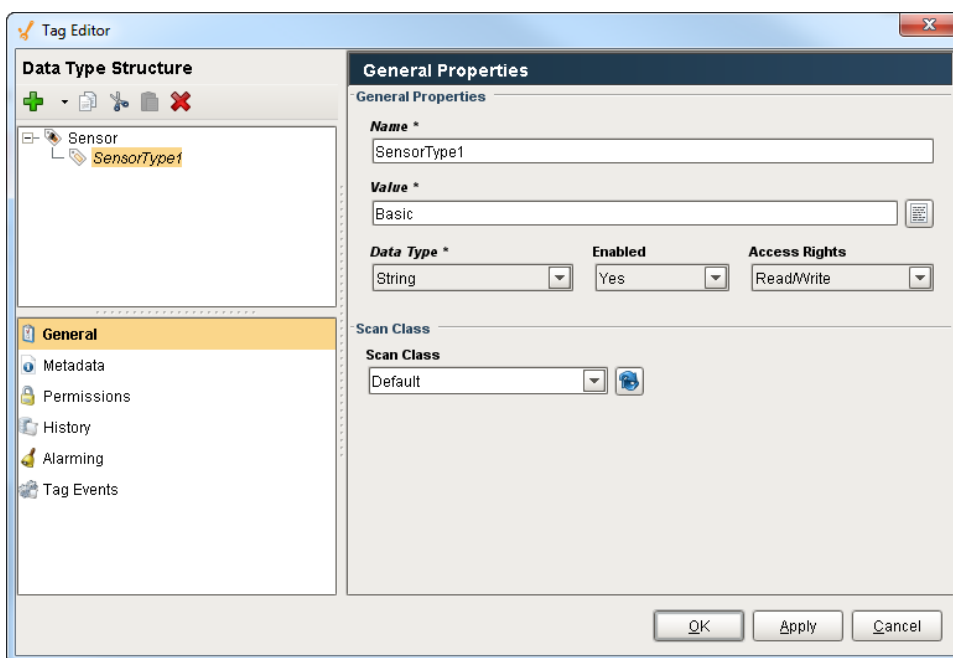 Tag Editor
Data Type Structure
Sensor
SensorType1
General
Metadata
Permissions
History
Alarming
Tag Events
General Properties
General Properties
Name *
SensorType1
Value *
Basic
Data Type * Enabled Access Rights
String Yes Read/Write
Scan Class
Scan Class
Default
OK Apply Cancel